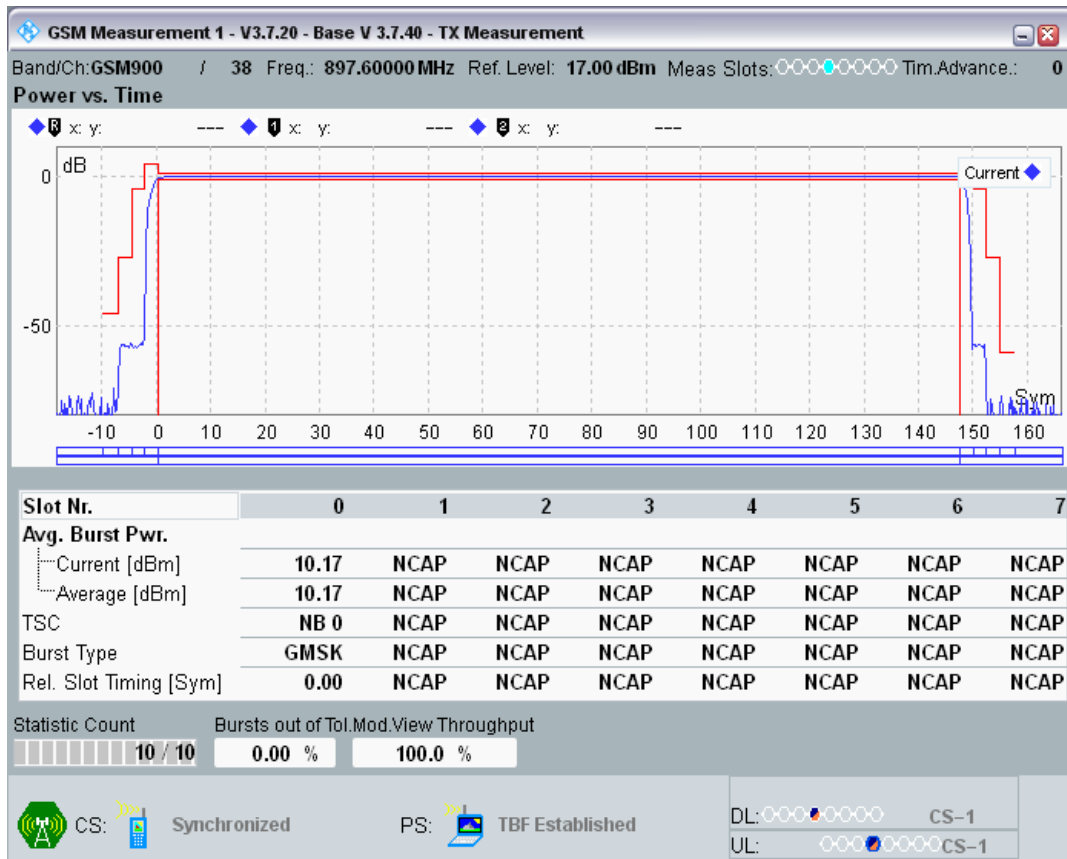 GSM Measurement 1 - V3.7.20 - Base V 3.7.40 - TX Measurement
Band/Ch:GSM900 / 38 Freq.: 897.60000 MHz Ref. Level: 17.00 dBm Meas Slots: Tim.Advance.: 0
Power vs. Time
R x: y: --- 1 x: y: --- 2 x: y: ---
dB
Current
0
-50
Sym
-10 0 10 20 30 40 50 60 70 80 90 100 110 120 130 140 150 160
Slot Nr. 0 1 2 3 4 5 6 7
Avg. Burst Pwr.
Current [dBm] 10.17 NCAP NCAP NCAP NCAP NCAP NCAP NCAP
Average [dBm] 10.17 NCAP NCAP NCAP NCAP NCAP NCAP NCAP
TSC NB 0 NCAP NCAP NCAP NCAP NCAP NCAP NCAP
Burst Type GMSK NCAP NCAP NCAP NCAP NCAP NCAP NCAP
Rel. Slot Timing [Sym] 0.00 NCAP NCAP NCAP NCAP NCAP NCAP NCAP
Statistic Count Bursts out of Tol. Mod.View Throughput
10 / 10 0.00 % 100.0 %
CS: Synchronized PS: TBF Established
DL: CS-1
UL: CS-1